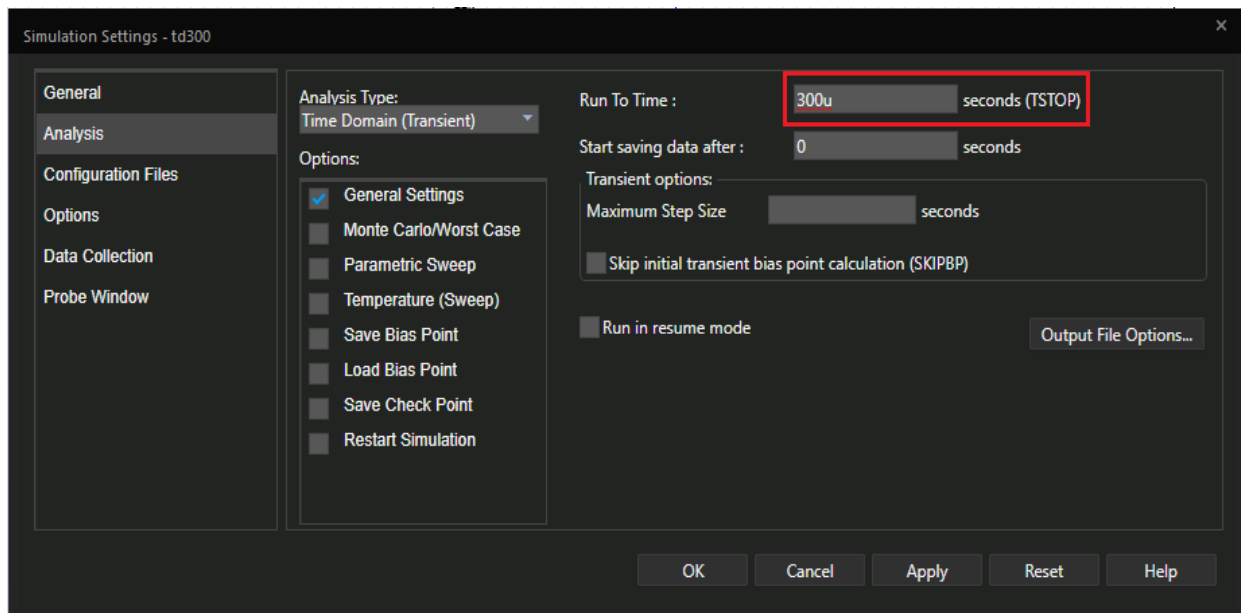 Simulation Settings - td300
General
Analysis
Configuration Files
Options
Data Collection
Probe Window
Analysis Type:
Time Domain (Transient)
Options:
General Settings
Monte Carlo/Worst Case
Parametric Sweep
Temperature (Sweep)
Save Bias Point
Load Bias Point
Save Check Point
Restart Simulation
Run To Time : 300u seconds (TSTOP)
Start saving data after : 0 seconds
Transient options:
Maximum Step Size seconds
Skip initial transient bias point calculation (SKIPBP)
Run in resume mode
Output File Options...
OK Cancel Apply Reset Help